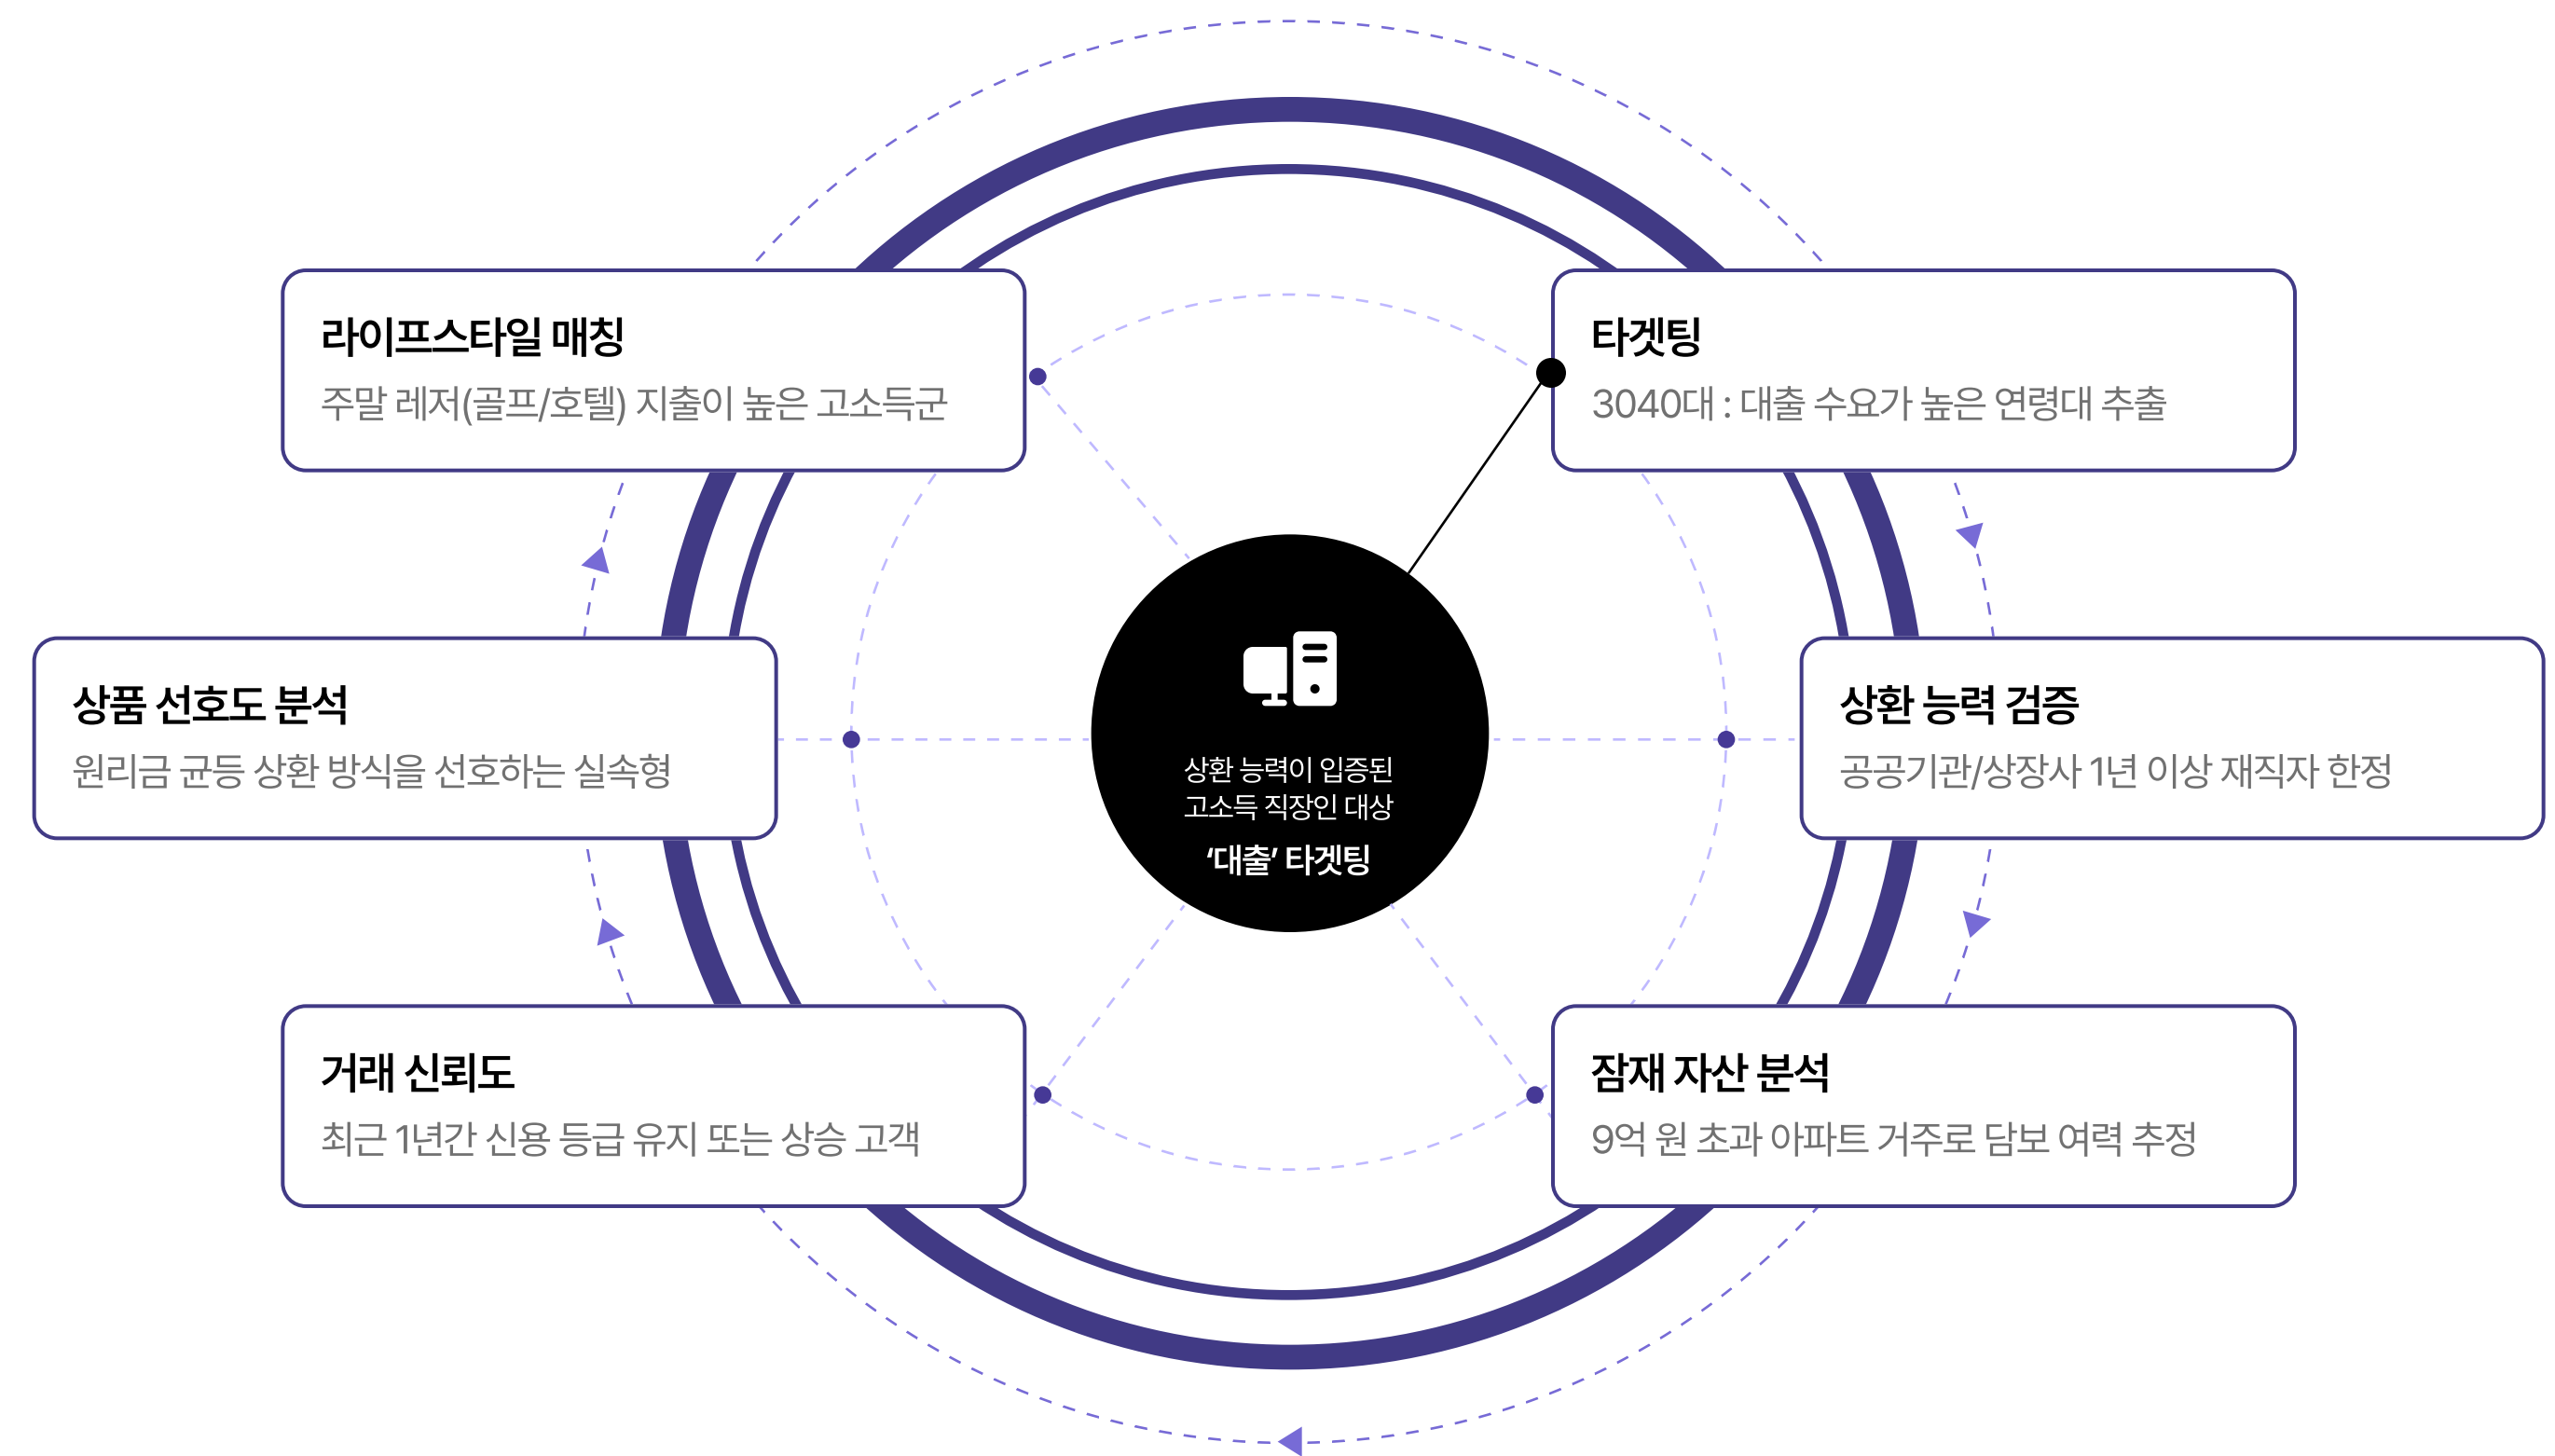 라이프스타일 매칭
주말 레저(골프/호텔) 지출이 높은 고소득군
타겟팅
3040대 : 대출 수요가 높은 연령대 추출
상품 선호도 분석
원리금 균등 상환 방식을 선호하는 실속형
상환 능력이 입증된
고소득 직장인 대상
‘대출’ 타겟팅
상환 능력 검증
공공기관/상장사 1년 이상 재직자 한정
거래 신뢰도
최근 1년간 신용 등급 유지 또는 상승 고객
잠재 자산 분석
9억 원 초과 아파트 거주로 담보 여력 추정